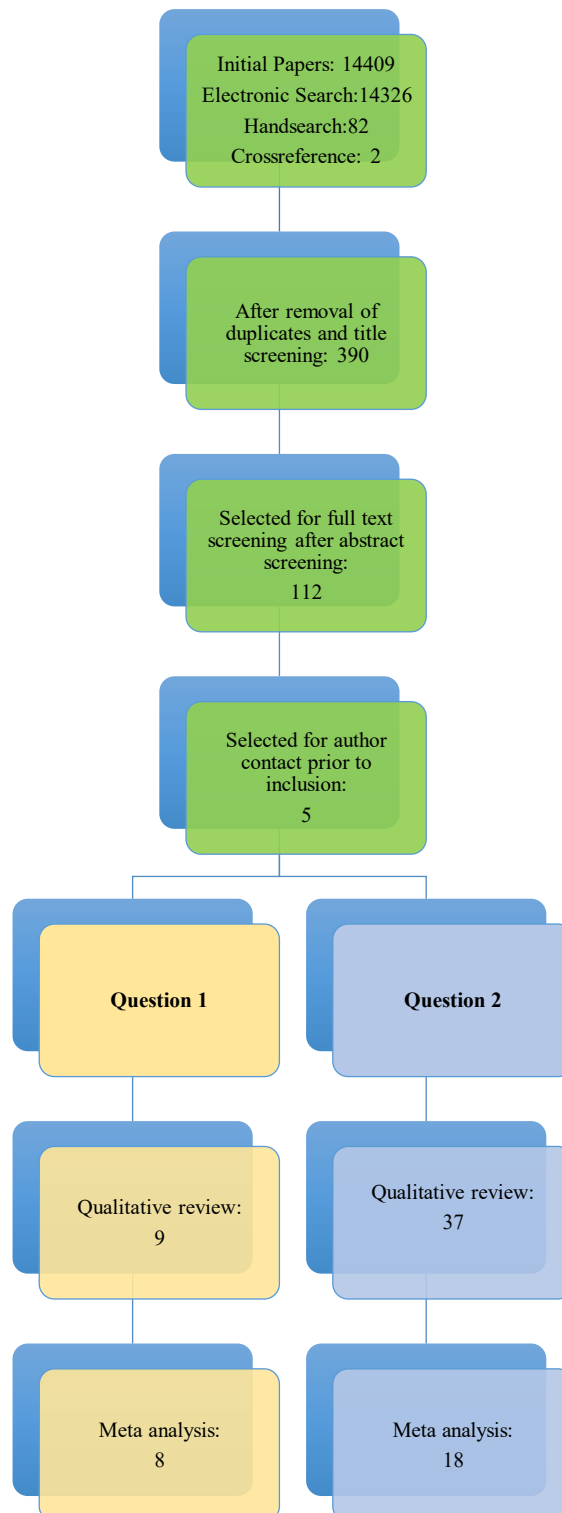 Initial Papers: 14409
Electronic Search:14326
Handsearch:82
Crossreference: 2
After removal of
duplicates and title
screening: 390
Selected for full text
screening after abstract
screening:
112
Selected for author
contact prior to
inclusion:
5
Question 1
Question 2
Qualitative review:
9
Qualitative review:
37
Meta analysis:
8
Meta analysis:
18